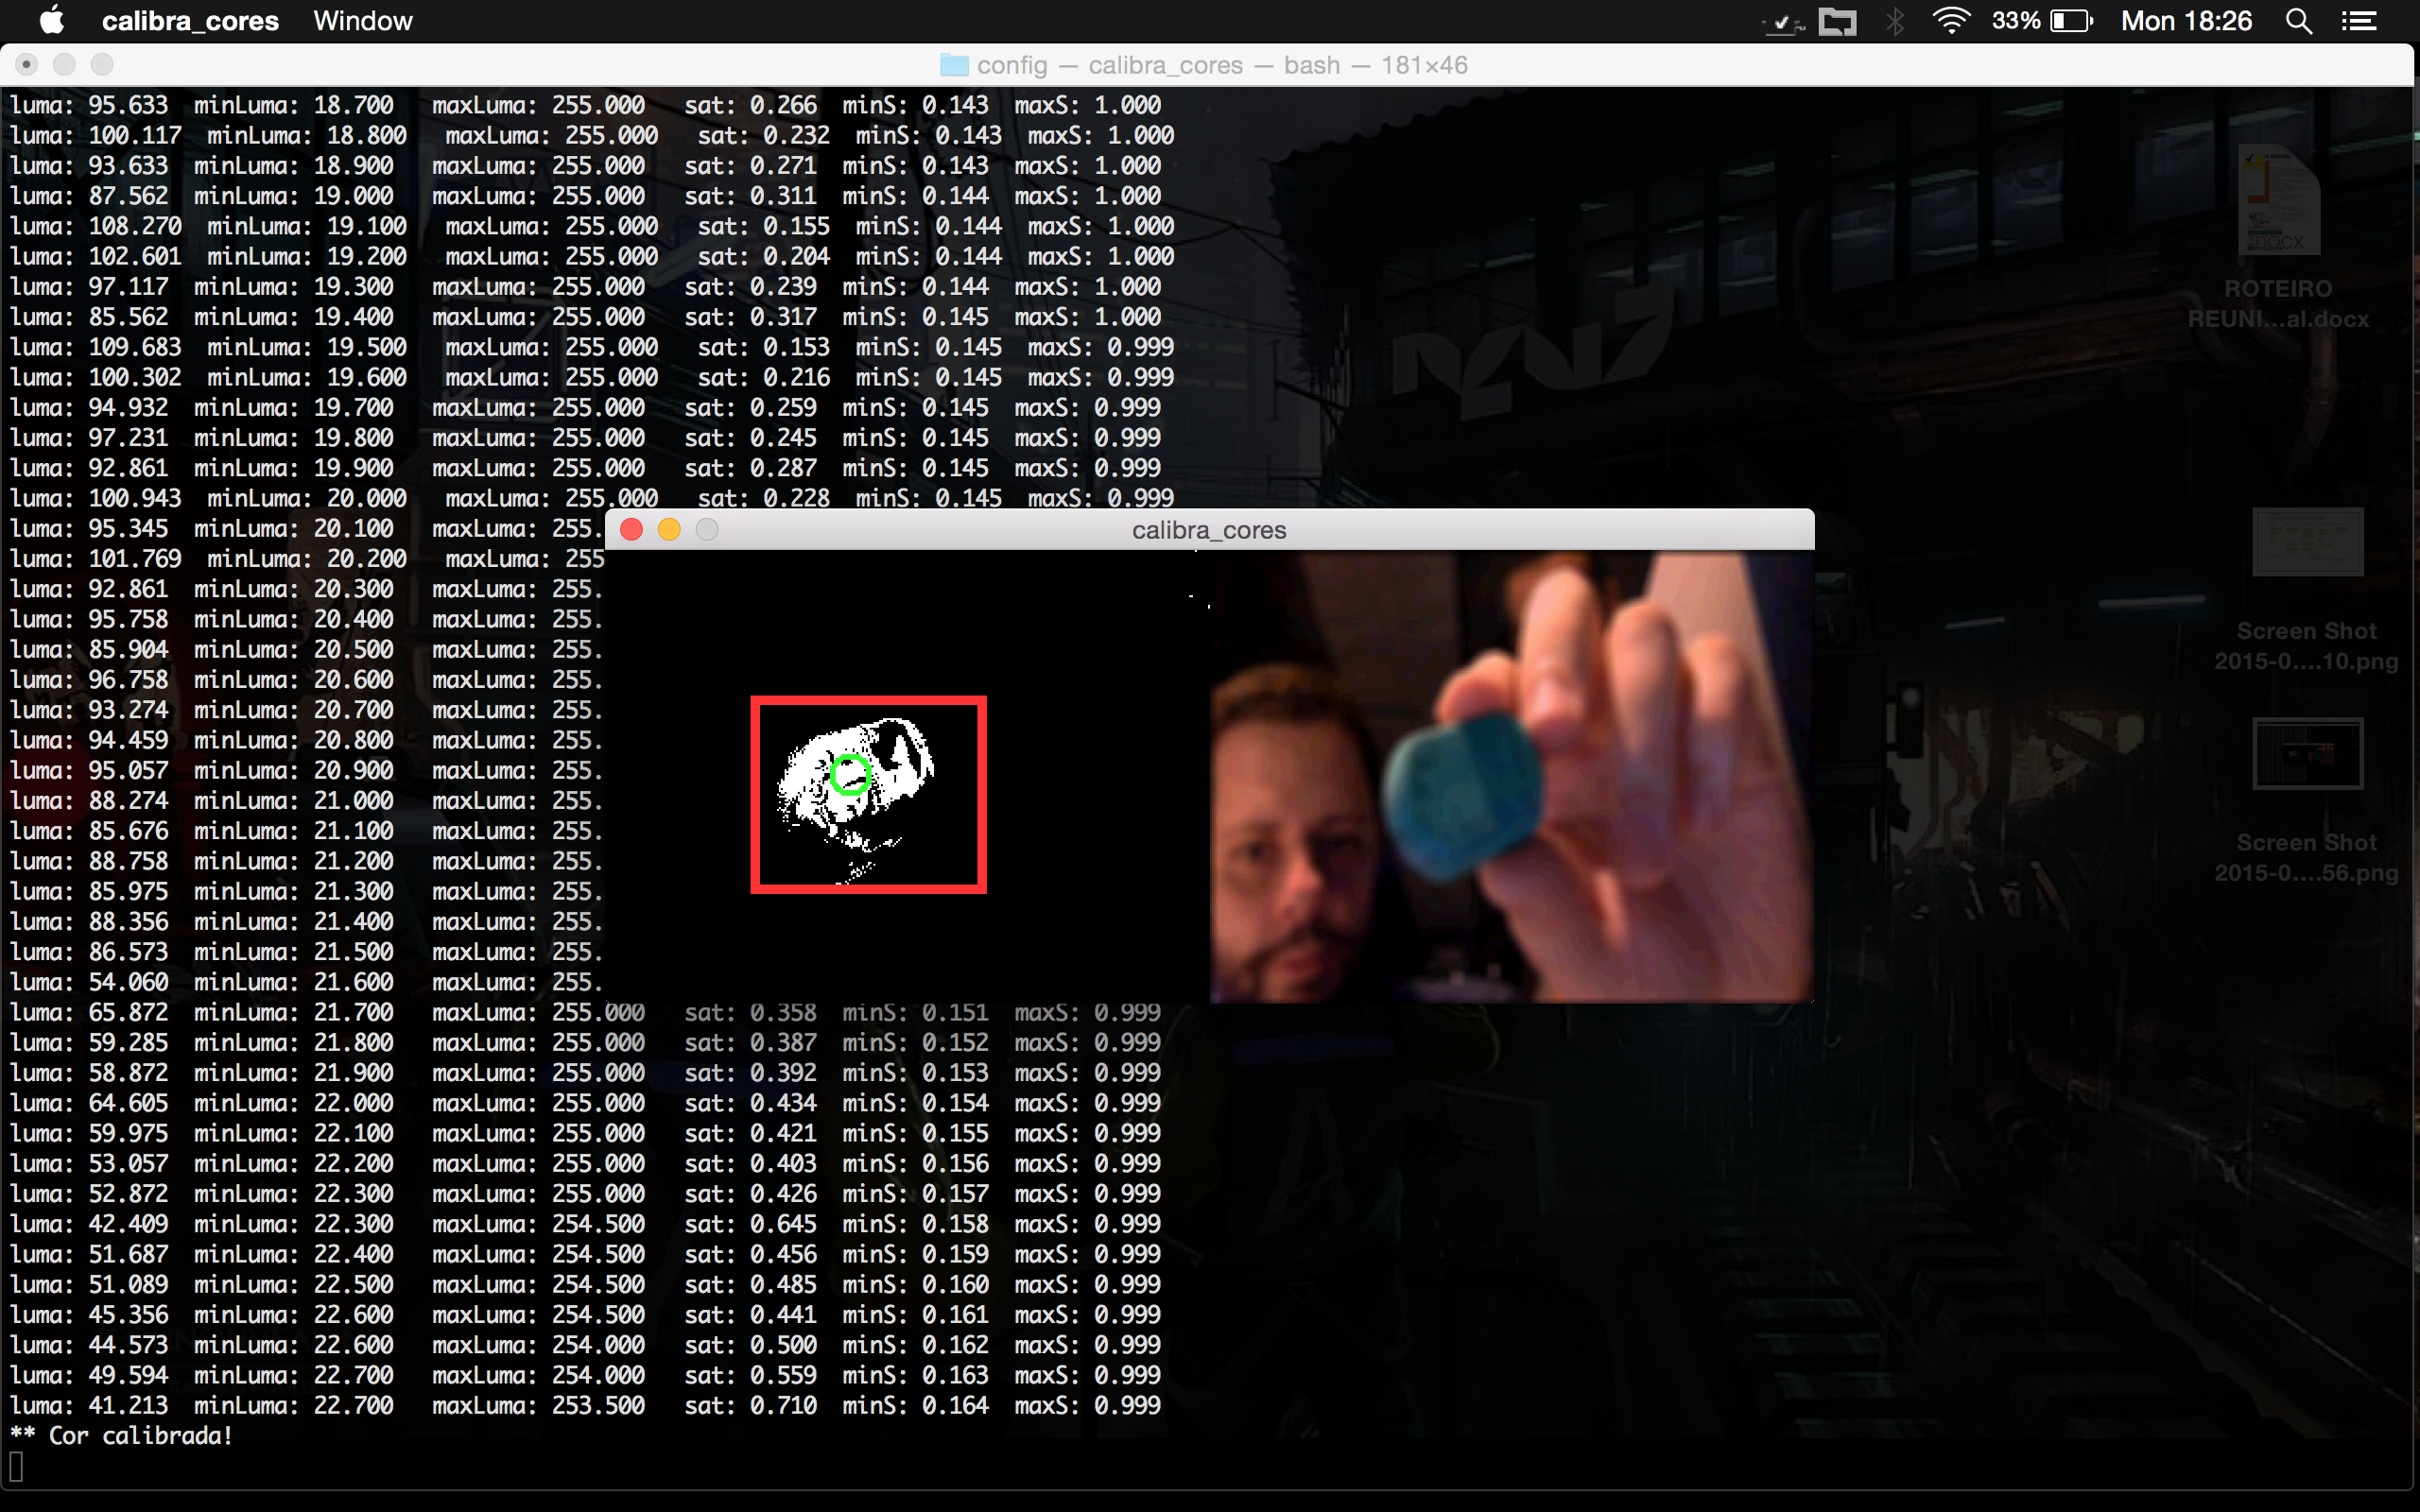 calibra_cores Window 33% Mon 18:26
config — calibra_cores — bash — 181×46
luma: 95.633 minLuma: 18.700 maxLuma: 255.000 sat: 0.266 minS: 0.143 maxS: 1.000
luma: 100.117 minLuma: 18.800 maxLuma: 255.000 sat: 0.232 minS: 0.143 maxS: 1.000
luma: 93.633 minLuma: 18.900 maxLuma: 255.000 sat: 0.271 minS: 0.143 maxS: 1.000
luma: 87.562 minLuma: 19.000 maxLuma: 255.000 sat: 0.311 minS: 0.144 maxS: 1.000
luma: 108.270 minLuma: 19.100 maxLuma: 255.000 sat: 0.155 minS: 0.144 maxS: 1.000
luma: 102.601 minLuma: 19.200 maxLuma: 255.000 sat: 0.204 minS: 0.144 maxS: 1.000
luma: 97.117 minLuma: 19.300 maxLuma: 255.000 sat: 0.239 minS: 0.144 maxS: 1.000
luma: 85.562 minLuma: 19.400 maxLuma: 255.000 sat: 0.317 minS: 0.145 maxS: 1.000
luma: 109.683 minLuma: 19.500 maxLuma: 255.000 sat: 0.153 minS: 0.145 maxS: 0.999
luma: 100.302 minLuma: 19.600 maxLuma: 255.000 sat: 0.216 minS: 0.145 maxS: 0.999
luma: 94.932 minLuma: 19.700 maxLuma: 255.000 sat: 0.259 minS: 0.145 maxS: 0.999
luma: 97.231 minLuma: 19.800 maxLuma: 255.000 sat: 0.245 minS: 0.145 maxS: 0.999
luma: 92.861 minLuma: 19.900 maxLuma: 255.000 sat: 0.287 minS: 0.145 maxS: 0.999
luma: 100.943 minLuma: 20.000 maxLuma: 255.000 sat: 0.228 minS: 0.145 maxS: 0.999
luma: 95.345 minLuma: 20.100 maxLuma: 255.
calibra_cores
luma: 101.769 minLuma: 20.200 maxLuma: 255
luma: 92.861 minLuma: 20.300 maxLuma: 255.
luma: 95.758 minLuma: 20.400 maxLuma: 255.
luma: 85.904 minLuma: 20.500 maxLuma: 255.
luma: 96.758 minLuma: 20.600 maxLuma: 255.
luma: 93.274 minLuma: 20.700 maxLuma: 255.
luma: 94.459 minLuma: 20.800 maxLuma: 255.
luma: 95.057 minLuma: 20.900 maxLuma: 255.
luma: 88.274 minLuma: 21.000 maxLuma: 255.
luma: 85.676 minLuma: 21.100 maxLuma: 255.
luma: 88.758 minLuma: 21.200 maxLuma: 255.
luma: 85.975 minLuma: 21.300 maxLuma: 255.
luma: 88.356 minLuma: 21.400 maxLuma: 255.
luma: 86.573 minLuma: 21.500 maxLuma: 255.
luma: 54.060 minLuma: 21.600 maxLuma: 255.
luma: 65.872 minLuma: 21.700 maxLuma: 255.000 sat: 0.358 minS: 0.151 maxS: 0.999
luma: 59.285 minLuma: 21.800 maxLuma: 255.000 sat: 0.387 minS: 0.152 maxS: 0.999
luma: 58.872 minLuma: 21.900 maxLuma: 255.000 sat: 0.392 minS: 0.153 maxS: 0.999
luma: 64.605 minLuma: 22.000 maxLuma: 255.000 sat: 0.434 minS: 0.154 maxS: 0.999
luma: 59.975 minLuma: 22.100 maxLuma: 255.000 sat: 0.421 minS: 0.155 maxS: 0.999
luma: 53.057 minLuma: 22.200 maxLuma: 255.000 sat: 0.403 minS: 0.156 maxS: 0.999
luma: 52.872 minLuma: 22.300 maxLuma: 255.000 sat: 0.426 minS: 0.157 maxS: 0.999
luma: 42.409 minLuma: 22.300 maxLuma: 254.500 sat: 0.645 minS: 0.158 maxS: 0.999
luma: 51.687 minLuma: 22.400 maxLuma: 254.500 sat: 0.456 minS: 0.159 maxS: 0.999
luma: 51.089 minLuma: 22.500 maxLuma: 254.500 sat: 0.485 minS: 0.160 maxS: 0.999
luma: 45.356 minLuma: 22.600 maxLuma: 254.500 sat: 0.441 minS: 0.161 maxS: 0.999
luma: 44.573 minLuma: 22.600 maxLuma: 254.000 sat: 0.500 minS: 0.162 maxS: 0.999
luma: 49.594 minLuma: 22.700 maxLuma: 254.000 sat: 0.559 minS: 0.163 maxS: 0.999
luma: 41.213 minLuma: 22.700 maxLuma: 253.500 sat: 0.710 minS: 0.164 maxS: 0.999
** Cor calibrada!
DOCX
ROTEIRO
REUNI...al.docx
Screen Shot
2015-0....10.png
Screen Shot
2015-0....56.png